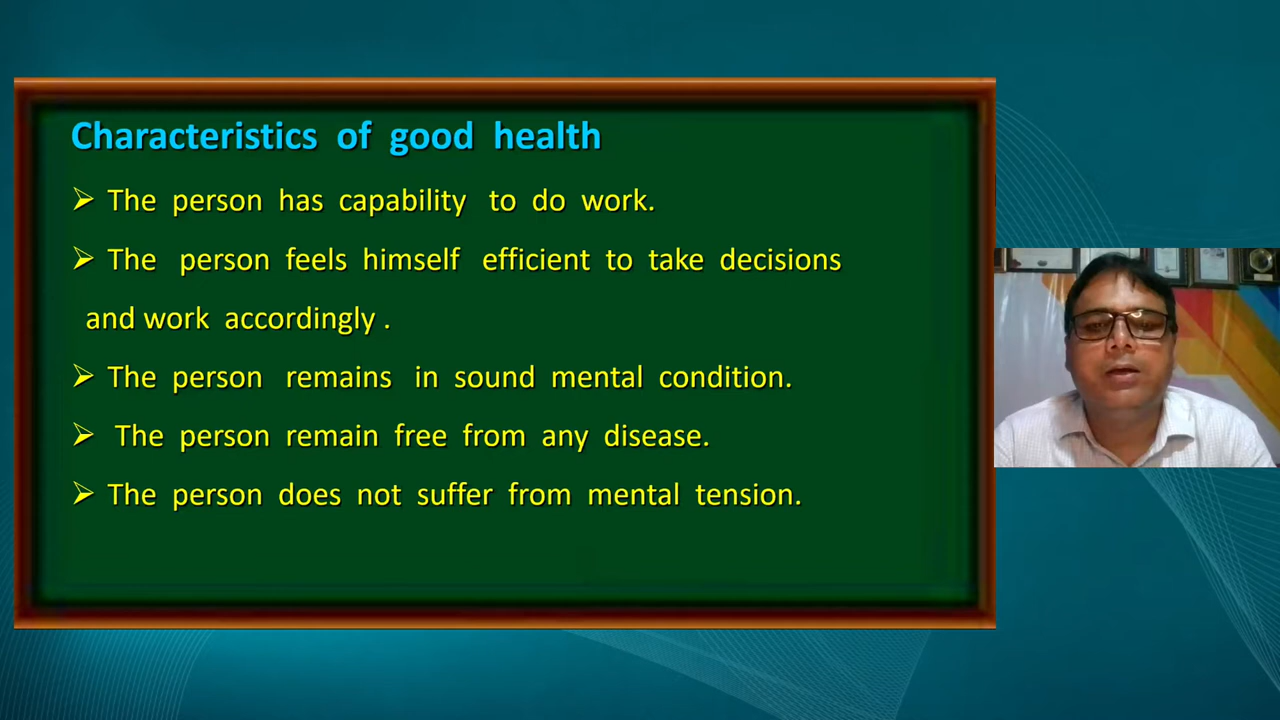 Characteristics of good health
➢ The person has capability to do work.
➢ The person feels himself efficient to take decisions
and work accordingly .
➢ The person remains in sound mental condition.
➢ The person remain free from any disease.
➢ The person does not suffer from mental tension.